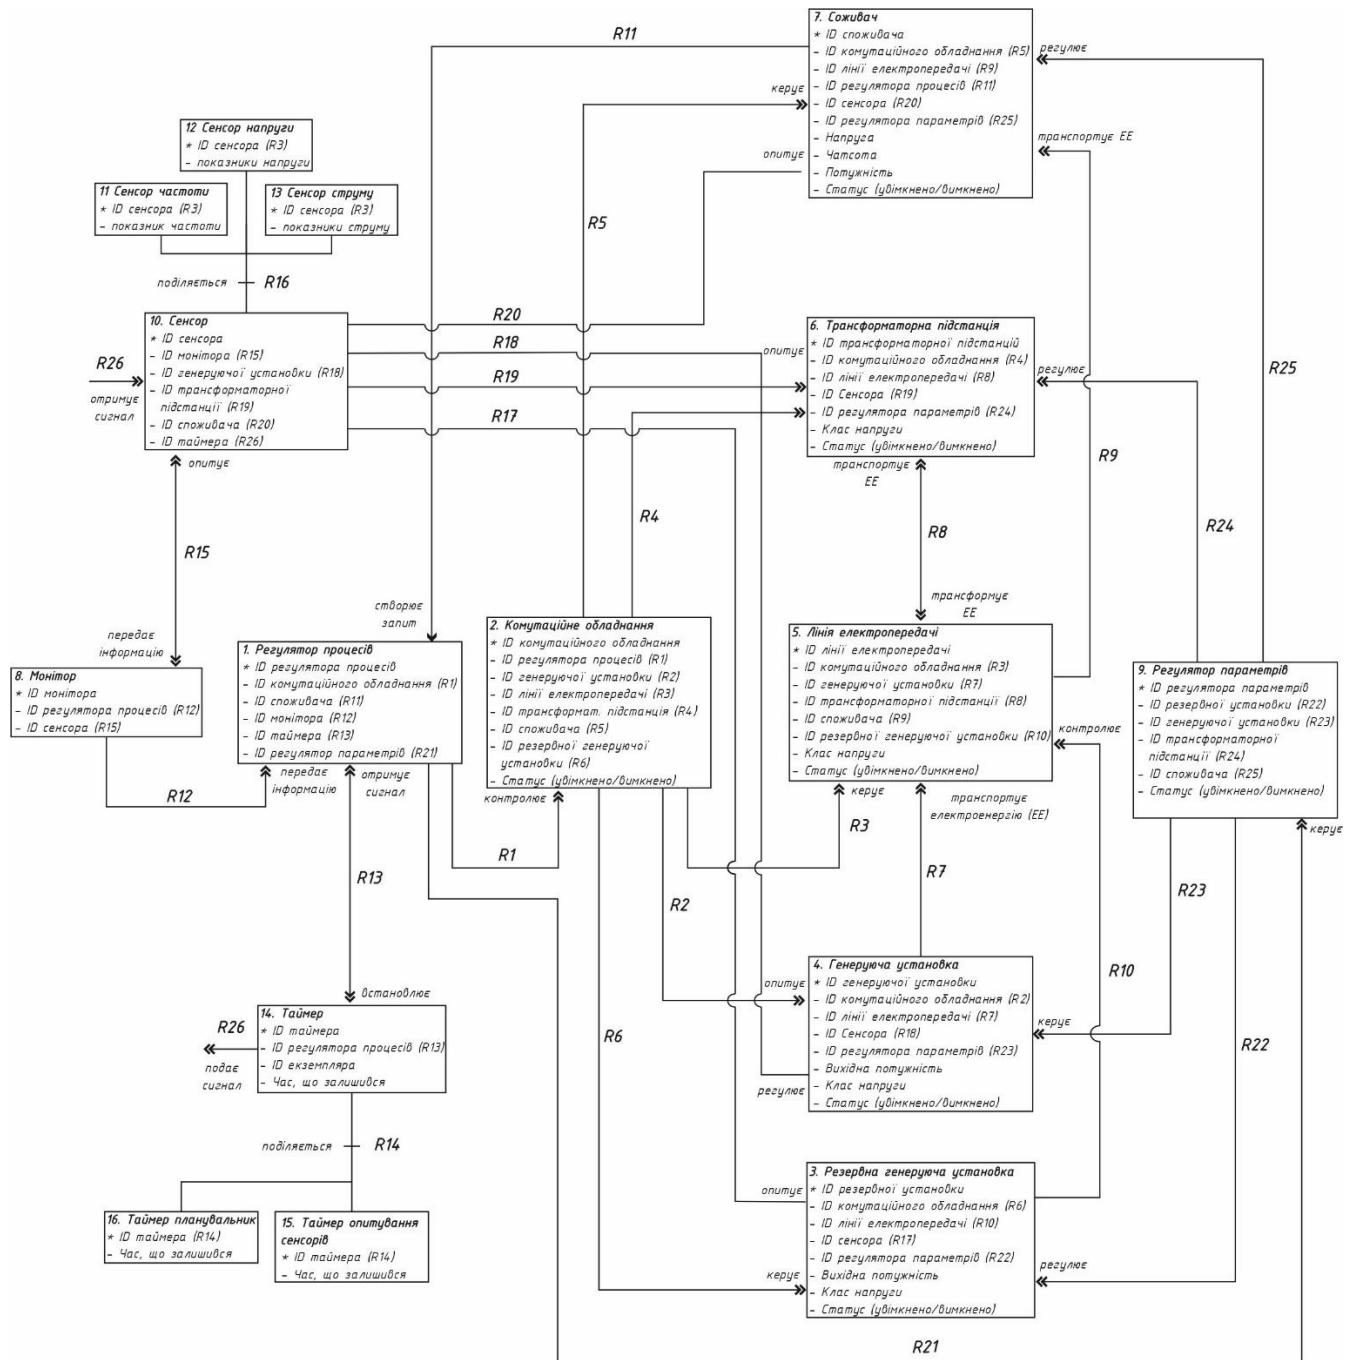 7. Соживач
* ID споживача
– ID комутаційного обладнання (R5)
– ID лінії електропередачі (R9)
– ID регулятора процесів (R11)
– ID сенсора (R20)
– ID регулятора параметрів (R25)
– Напруга
– Чатсота
– Потужність
– Статус (увімкнено/вимкнено)
R11
регулює
керує
транспортує ЕЕ
опитує
12 Сенсор напруги
* ID сенсора (R3)
– показники напруги
11 Сенсор частоти
* ID сенсора (R3)
– показник частоти
13 Сенсор струму
* ID сенсора (R3)
– показники струму
R5
поділяється
R16
10. Сенсор
* ID сенсора
– ID монітора (R15)
– ID генеруючої установки (R18)
– ID трансформаторної
підстанції (R19)
– ID споживача (R20)
– ID таймера (R26)
R26
отримує
сигнал
опитує
R20
R18
R19
R17
6. Трансформаторна підстанція
* ID трансформаторної підстанцій
– ID комутаційного обладнання (R4)
– ID лінії електропередачі (R8)
– ID Сенсора (R19)
– ID регулятора параметрів (R24)
– Клас напруги
– Статус (увімкнено/вимкнено)
опитує
регулює
R25
транспортує
ЕЕ
R9
R4
R8
R24
R15
трансформує
ЕЕ
створює
запит
передає
інформацію
8. Монітор
* ID монітора
– ID регулятора процесів (R12)
– ID сенсора (R15)
1. Регулятор процесів
* ID регулятора процесів
– ID комутаційного обладнання (R1)
– ID споживача (R11)
– ID монітора (R12)
– ID таймера (R13)
– ID регулятор параметрів (R21)
2. Комутаційне обладнання
* ID комутаційного обладнання
– ID регулятора процесів (R1)
– ID генеруючої установки (R2)
– ID лінії електропередачі (R3)
– ID трансформат. підстанція (R4)
– ID споживача (R5)
– ID резервної генеруючої
установки (R6)
– Статус (увімкнено/вимкнено)
5. Лінія електропередачі
* ID лінії електропередачі
– ID комутаційного обладнання (R3)
– ID генеруючої установки (R7)
– ID трансформаторної підстанції (R8)
– ID споживача (R9)
– ID резервної генеруючої установки (R10)
– Клас напруги
– Статус (увімкнено/вимкнено)
9. Регулятор параметрів
* ID регулятора параметрів
– ID резервної установки (R22)
– ID генеруючої установки (R23)
– ID трансформаторної
підстанції (R24)
– ID споживача (R25)
– Статус (увімкнено/вимкнено)
контролює
R12
передає
інформацію
отримує
сигнал
контролює
керує
транспортує
електроенергію (ЕЕ)
керує
R1
R3
R13
R2
R7
R23
R10
4. Генеруюча установка
* ID генеруючої установки
– ID комутаційного обладнання (R2)
– ID лінії електропередачі (R7)
– ID Сенсора (R18)
– ID регулятора параметрів (R23)
– Вихідна потужність
– Клас напруги
– Статус (увімкнено/вимкнено)
опитує
керує
регулює
встановлює
14. Таймер
* ID таймера
– ID регулятора процесів (R13)
– ID екземпляра
– Час, що залишився
R26
подає
сигнал
R6
R22
поділяється
R14
16. Таймер планувальник
* ID таймера (R14)
– Час, що залишився
15. Таймер опитування
сенсорів
* ID таймера (R14)
– Час, що залишився
3. Резервна генеруюча установка
* ID резервної установки
– ID комутаційного обладнання (R6)
– ID лінії електропередачі (R10)
– ID сенсора (R17)
– ID регулятора параметрів (R22)
– Вихідна потужність
– Клас напруги
– Статус (увімкнено/вимкнено)
опитує
керує
регулює
R21